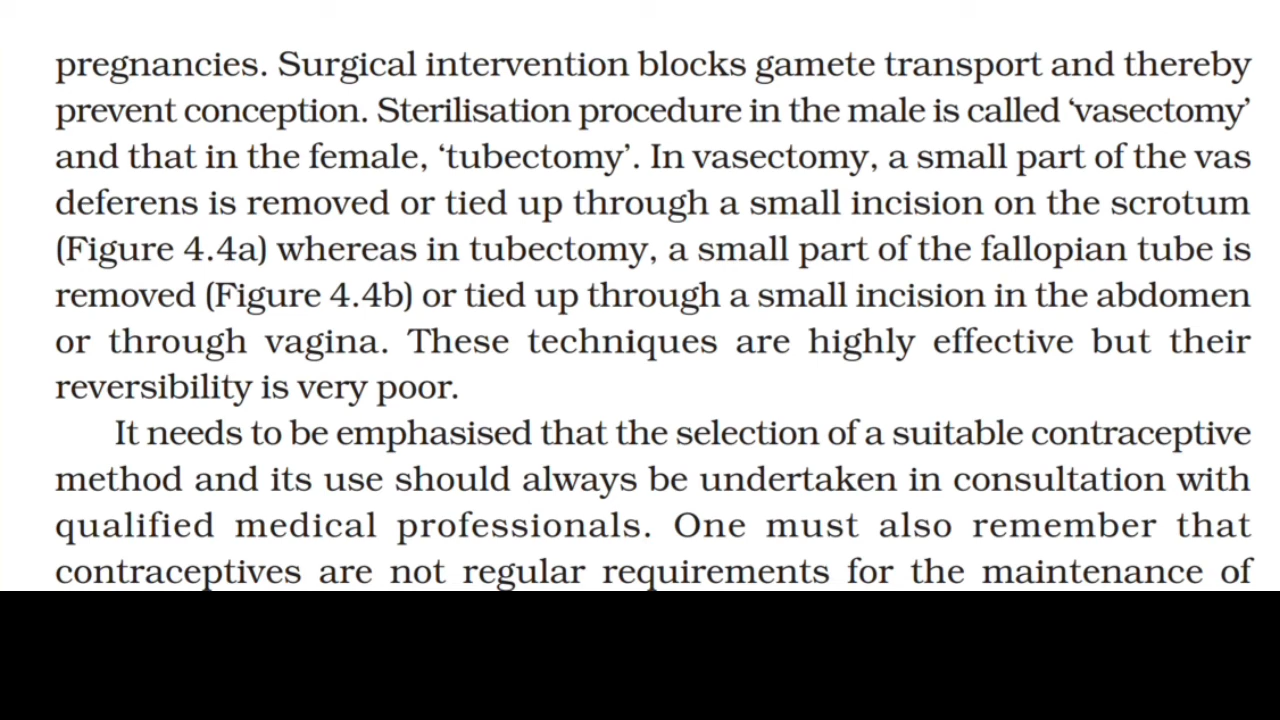 pregnancies. Surgical intervention blocks gamete transport and thereby
prevent conception. Sterilisation procedure in the male is called ‘vasectomy’
and that in the female, ‘tubectomy’. In vasectomy, a small part of the vas
deferens is removed or tied up through a small incision on the scrotum
(Figure 4.4a) whereas in tubectomy, a small part of the fallopian tube is
removed (Figure 4.4b) or tied up through a small incision in the abdomen
or through vagina. These techniques are highly effective but their
reversibility is very poor.
It needs to be emphasised that the selection of a suitable contraceptive
method and its use should always be undertaken in consultation with
qualified medical professionals. One must also remember that
contraceptives are not regular requirements for the maintenance of